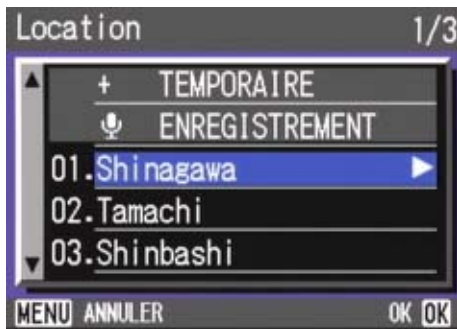 Location 1/3
+ TEMPORAIRE
ENREGISTREMENT
01.Shinagawa
02.Tamachi
03.Shinbashi
MENU ANNULER OK OK